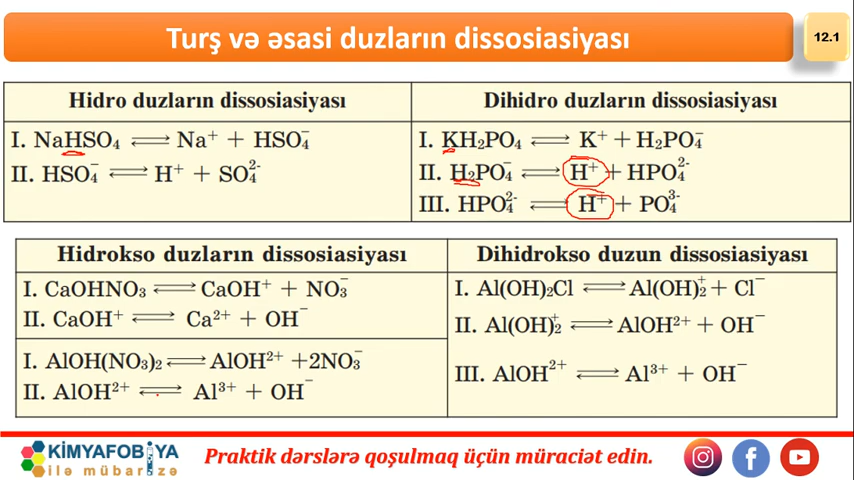 Turş və əsasi duzların dissosiasiyası
12.1
Hidro duzların dissosiasiyası
I. NaHSO₄ ⇌ Na⁺ + HSO₄⁻
II. HSO₄⁻ ⇌ H⁺ + SO₄²⁻
Dihidro duzların dissosiasiyası
I. KH₂PO₄ ⇌ K⁺ + H₂PO₄⁻
II. H₂PO₄⁻ ⇌ H⁺ + HPO₄²⁻
III. HPO₄²⁻ ⇌ H⁺ + PO₄³⁻
Hidrokso duzların dissosiasiyası
I. CaOHNO₃ ⇌ CaOH⁺ + NO₃⁻
II. CaOH⁺ ⇌ Ca²⁺ + OH⁻
I. AlOH(NO₃)₂ ⇌ AlOH²⁺ +2NO₃⁻
II. AlOH²⁺ ⇌ Al³⁺ + OH⁻
Dihidrokso duzun dissosiasiyası
I. Al(OH)₂Cl ⇌ Al(OH)₂⁺ + Cl⁻
II. Al(OH)₂⁺ ⇌ AlOH²⁺ + OH⁻
III. AlOH²⁺ ⇌ Al³⁺ + OH⁻
KİMYAFOBİYA
ilə mübarizə
Praktik dərslərə qoşulmaq üçün müraciət edin.